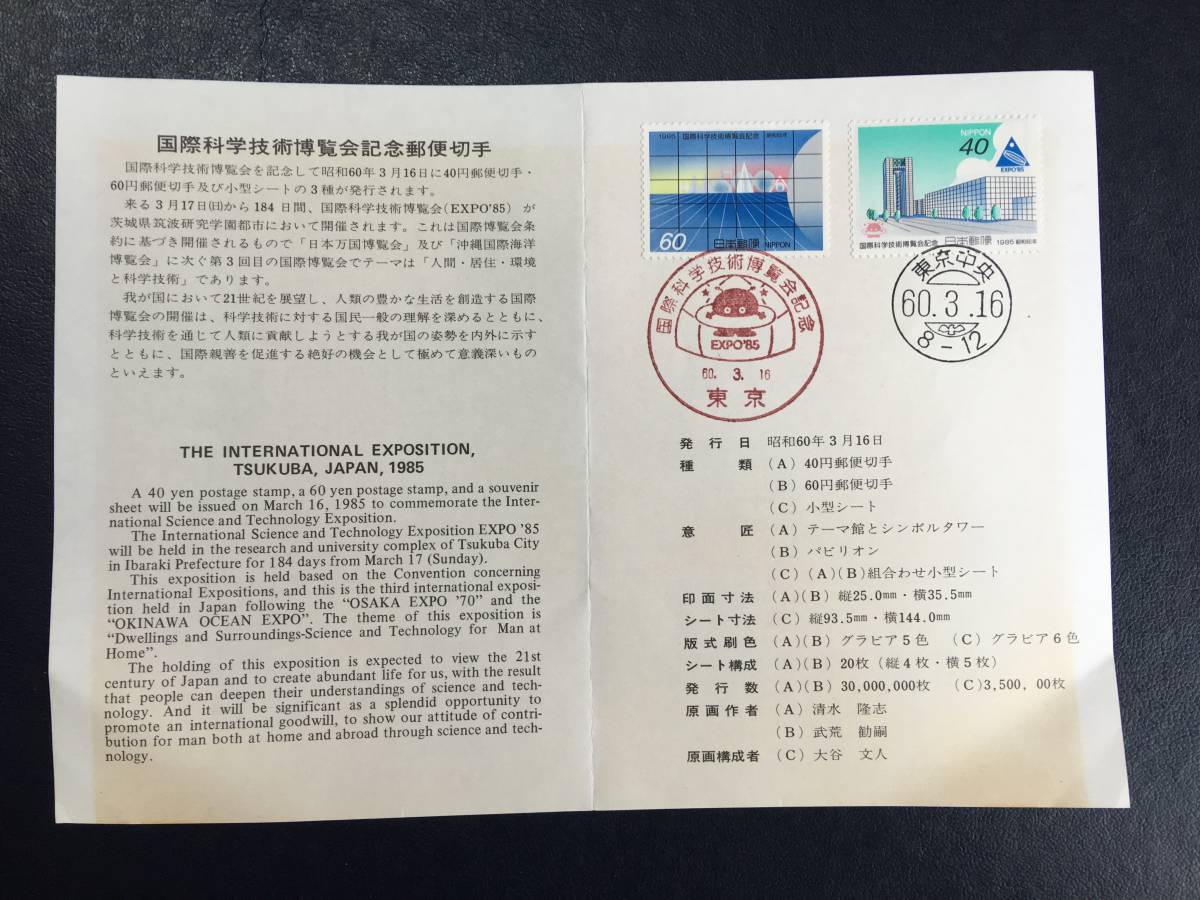 国際科学技術博覧会記念郵便切手
国際科学技術博覧会を記念して昭和60年3月16日に40円郵便切手・
60円郵便切手及び小型シートの3種が発行されます。
来る3月17日(日)から184日間、国際科学技術博覧会(EXPO'85)が
茨城県筑波研究学園都市において開催されます。これは国際博覧会条
約に基づき開催されるもので「日本万国博覧会」及び「沖縄国際海洋
博覧会」に次ぐ第3回目の国際博覧会でテーマは「人間・居住・環境
と科学技術」であります。
我が国において21世紀を展望し、人類の豊かな生活を創造する国際
博覧会の開催は、科学技術に対する国民一般の理解を深めるとともに、
科学技術を通じて人類に貢献しようとする我が国の姿勢を内外に示す
とともに、国際親善を促進する絶好の機会として極めて意義深いもの
といえます。
THE INTERNATIONAL EXPOSITION,
TSUKUBA, JAPAN, 1985
A 40 yen postage stamp, a 60 yen postage stamp, and a souvenir
sheet will be issued on March 16, 1985 to commemorate the Inter-
national Science and Technology Exposition.
The International Science and Technology Exposition EXPO '85
will be held in the research and university complex of Tsukuba City
in Ibaraki Prefecture for 184 days from March 17 (Sunday).
This exposition is held based on the Convention concerning
International Expositions, and this is the third international exposi-
tion held in Japan following the "OSAKA EXPO '70" and the
"OKINAWA OCEAN EXPO". The theme of this exposition is
"Dwellings and Surroundings-Science and Technology for Man at
Home".
The holding of this exposition is expected to view the 21st
century of Japan and to create abundant life for us, with the result
that people can deepen their understandings of science and tech-
nology. And it will be significant as a splendid opportunity to
promote an international goodwill, to show our attitude of contri-
bution for man both at home and abroad through science and tech-
nology.
1985 国際科学技術博覧会記念 昭和60年
60 日本郵便 NIPPON
NIPPON
40
EXPO'85
国際科学技術博覧会記念 日本郵便 1985 昭和60年
国際科学技術博覧会記念
EXPO'85
60. 3. 16
東京
東京中央
60.3.16
8-12
発行日 昭和60年3月16日
種類 (A) 40円郵便切手
(B) 60円郵便切手
(C) 小型シート
意匠 (A) テーマ館とシンボルタワー
(B) パビリオン
(C) (A)(B)組合わせ小型シート
印面寸法 (A)(B) 縦25.0mm・横35.5mm
シート寸法 (C) 縦93.5mm・横144.0mm
版式刷色 (A)(B) グラビア5色 (C) グラビア6色
シート構成 (A)(B) 20枚 (縦4枚・横5枚)
発行数 (A)(B) 30,000,000枚 (C)3,500, 00枚
原画作者 (A) 清水 隆志
(B) 武荒 勧嗣
原画構成者 (C) 大谷 文人